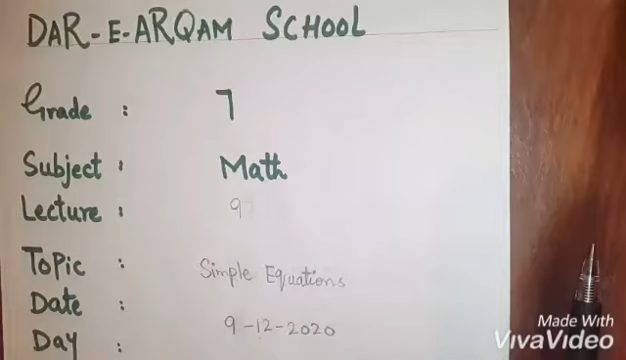 DAR-E-ARQAM SCHOOL
Grade : 7
Subject : Math
Lecture : 9
Topic : Simple Equations
Date : 9-12-2020
Day :
Made With
VivaVideo